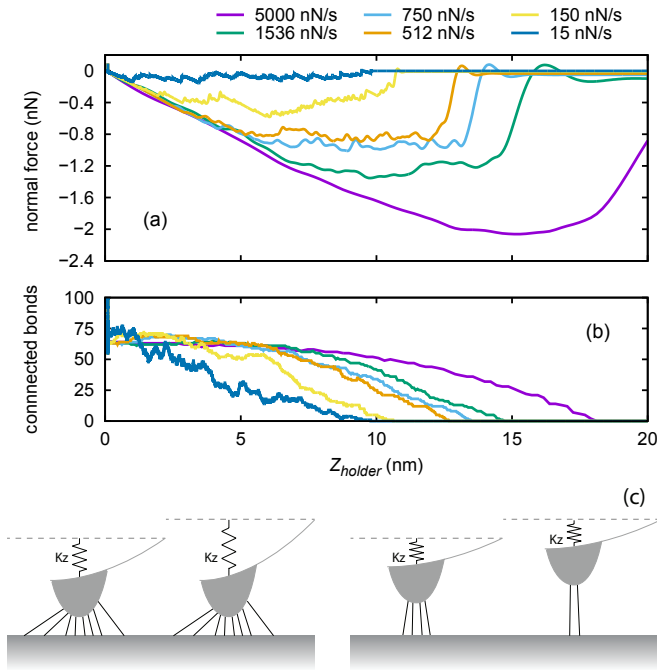 5000 nN/s 750 nN/s 150 nN/s
1536 nN/s 512 nN/s 15 nN/s
normal force (nN)
0
−0.4
−0.8
−1.2
−1.6
−2
−2.4
(a)
connnected bonds
100
75
50
25
0
(b)
0 5 10 15 20
Zholder (nm)
(c)
Kz Kz Kz Kz